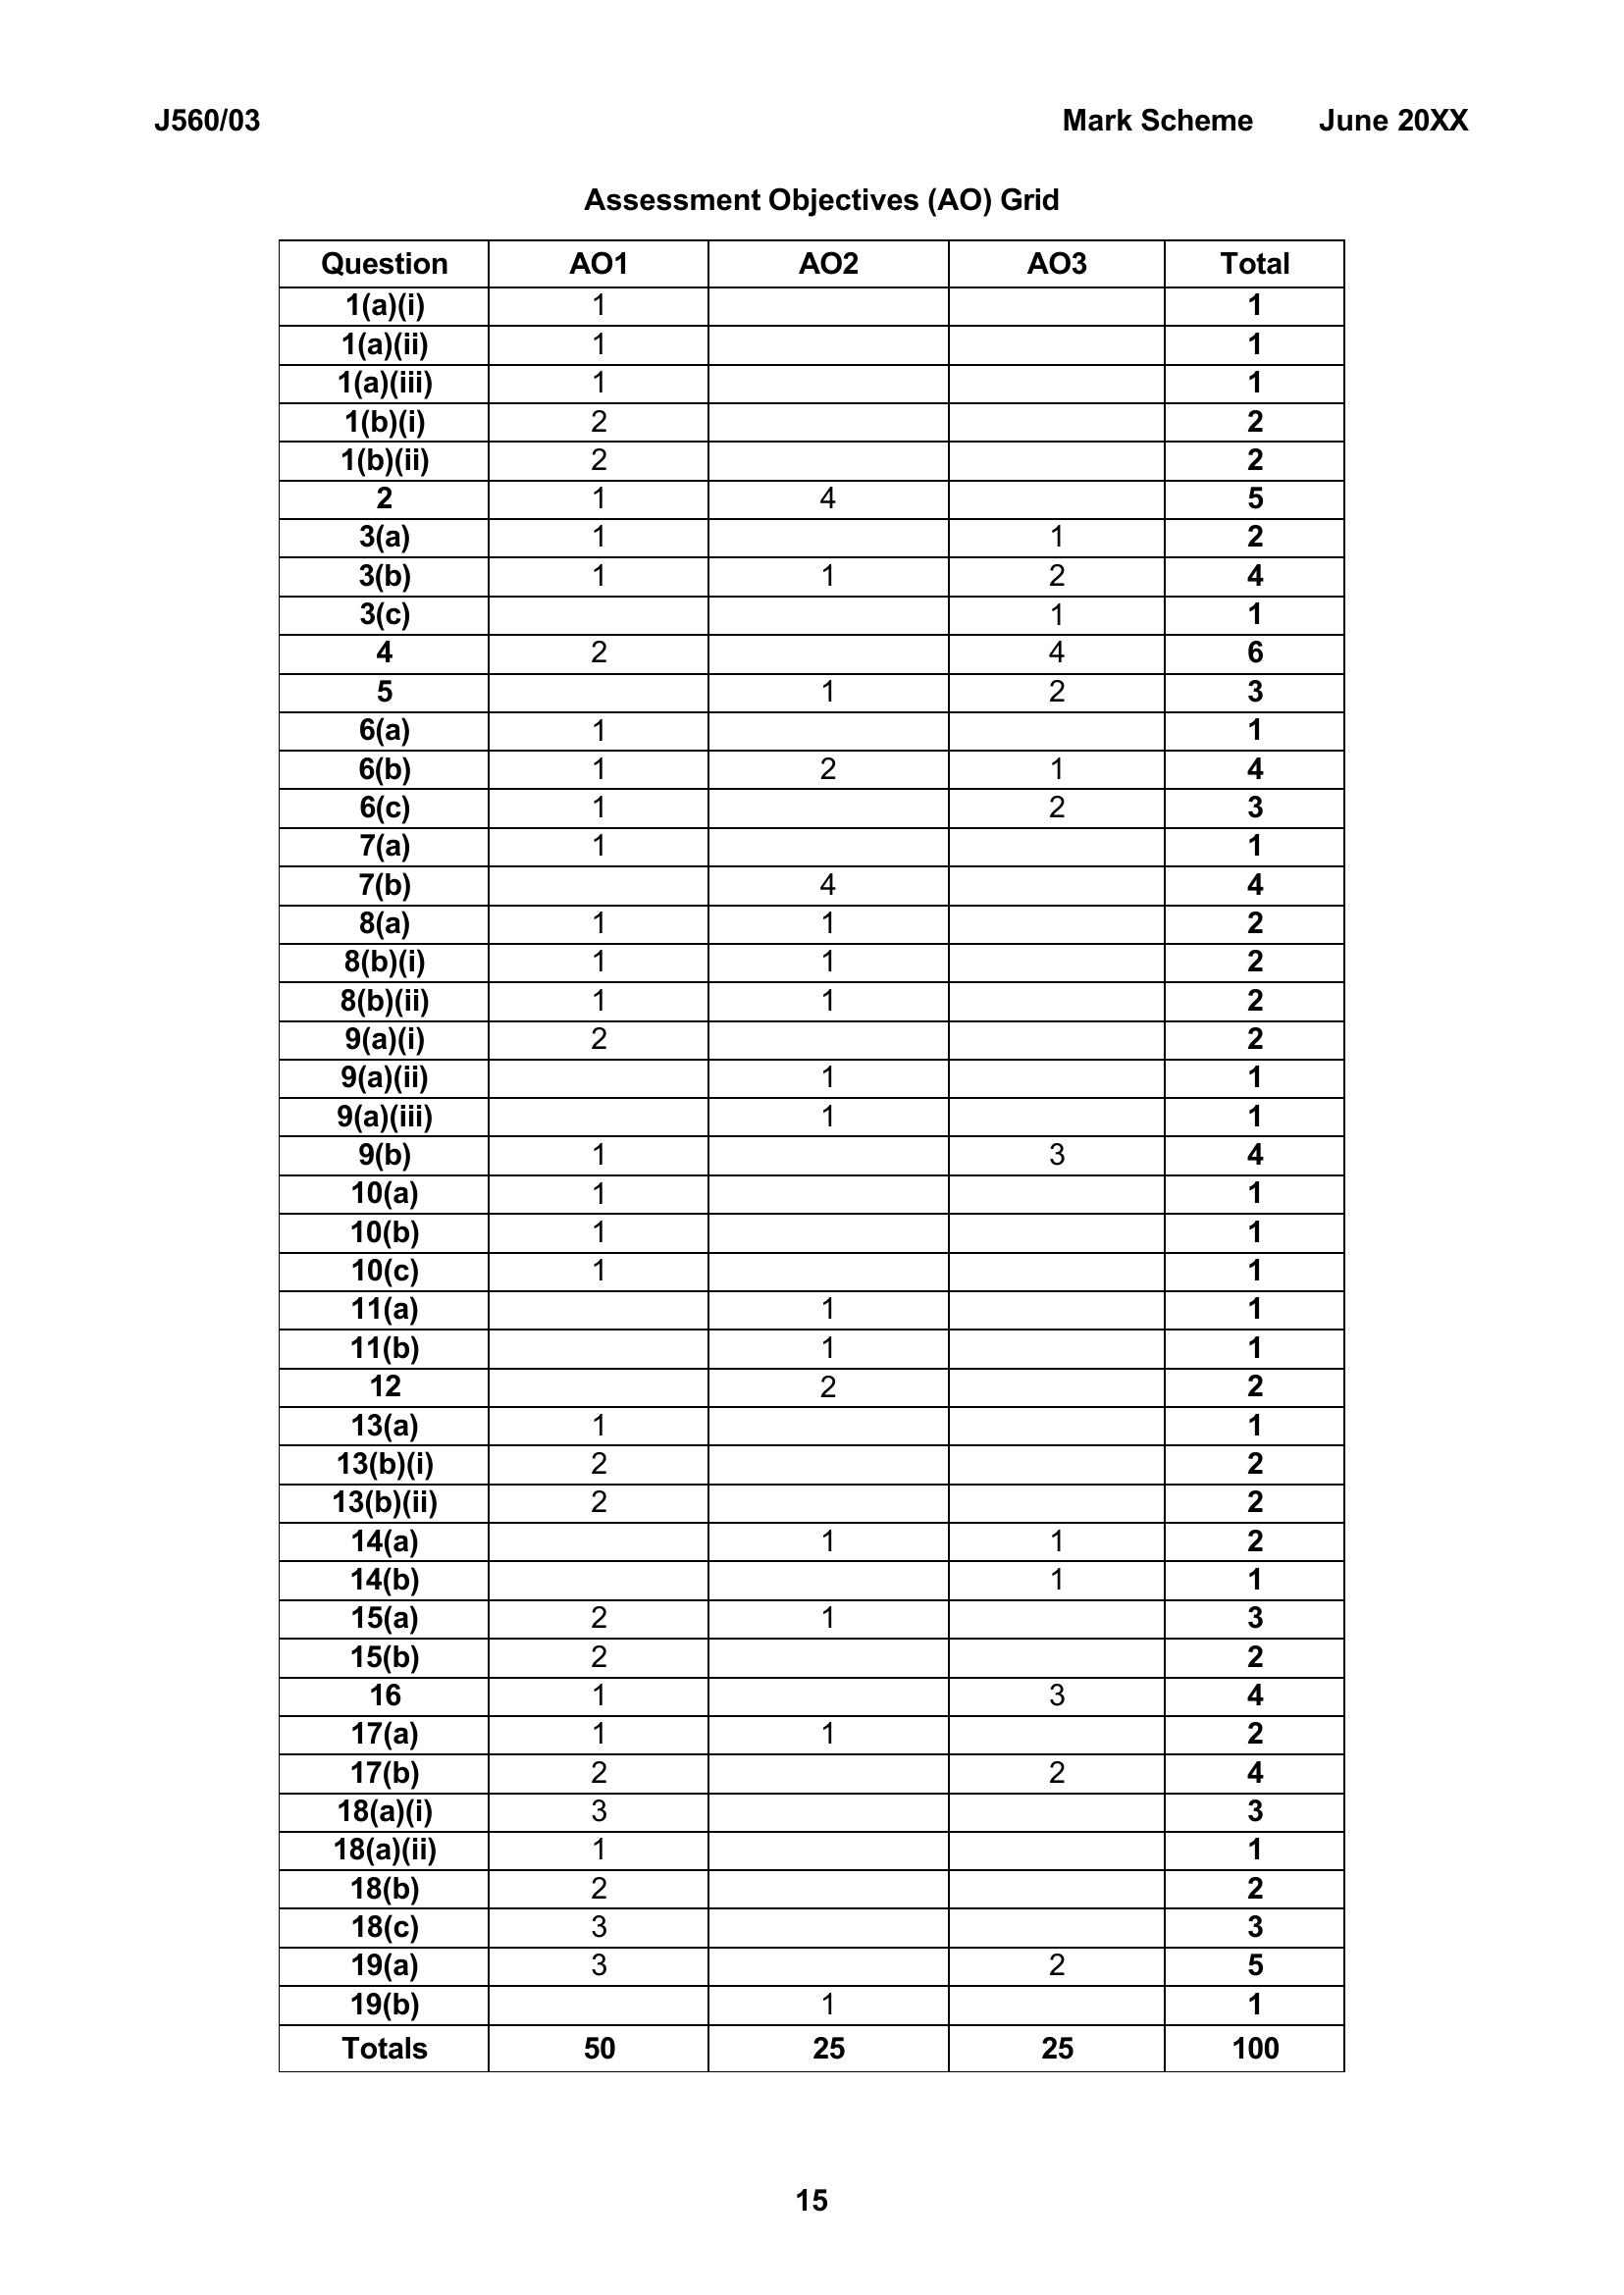 J560/03 Mark Scheme June 20XX
Assessment Objectives (AO) Grid
Question AO1 AO2 AO3 Total
1(a)(i) 1 1
1(a)(ii) 1 1
1(a)(iii) 1 1
1(b)(i) 2 2
1(b)(ii) 2 2
2 1 4 5
3(a) 1 1 2
3(b) 1 1 2 4
3(c) 1 1
4 2 4 6
5 1 2 3
6(a) 1 1
6(b) 1 2 1 4
6(c) 1 2 3
7(a) 1 1
7(b) 4 4
8(a) 1 1 2
8(b)(i) 1 1 2
8(b)(ii) 1 1 2
9(a)(i) 2 2
9(a)(ii) 1 1
9(a)(iii) 1 1
9(b) 1 3 4
10(a) 1 1
10(b) 1 1
10(c) 1 1
11(a) 1 1
11(b) 1 1
12 2 2
13(a) 1 1
13(b)(i) 2 2
13(b)(ii) 2 2
14(a) 1 1 2
14(b) 1 1
15(a) 2 1 3
15(b) 2 2
16 1 3 4
17(a) 1 1 2
17(b) 2 2 4
18(a)(i) 3 3
18(a)(ii) 1 1
18(b) 2 2
18(c) 3 3
19(a) 3 2 5
19(b) 1 1
Totals 50 25 25 100
15